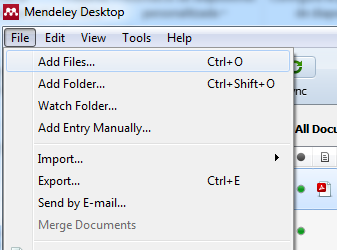 Mendeley Desktop
File Edit View Tools Help
Add Files... Ctrl+O
Add Folder... Ctrl+Shift+O
Watch Folder...
Add Entry Manually...
Import...
Export... Ctrl+E
Send by E-mail...
Merge Documents
nc
All Docu